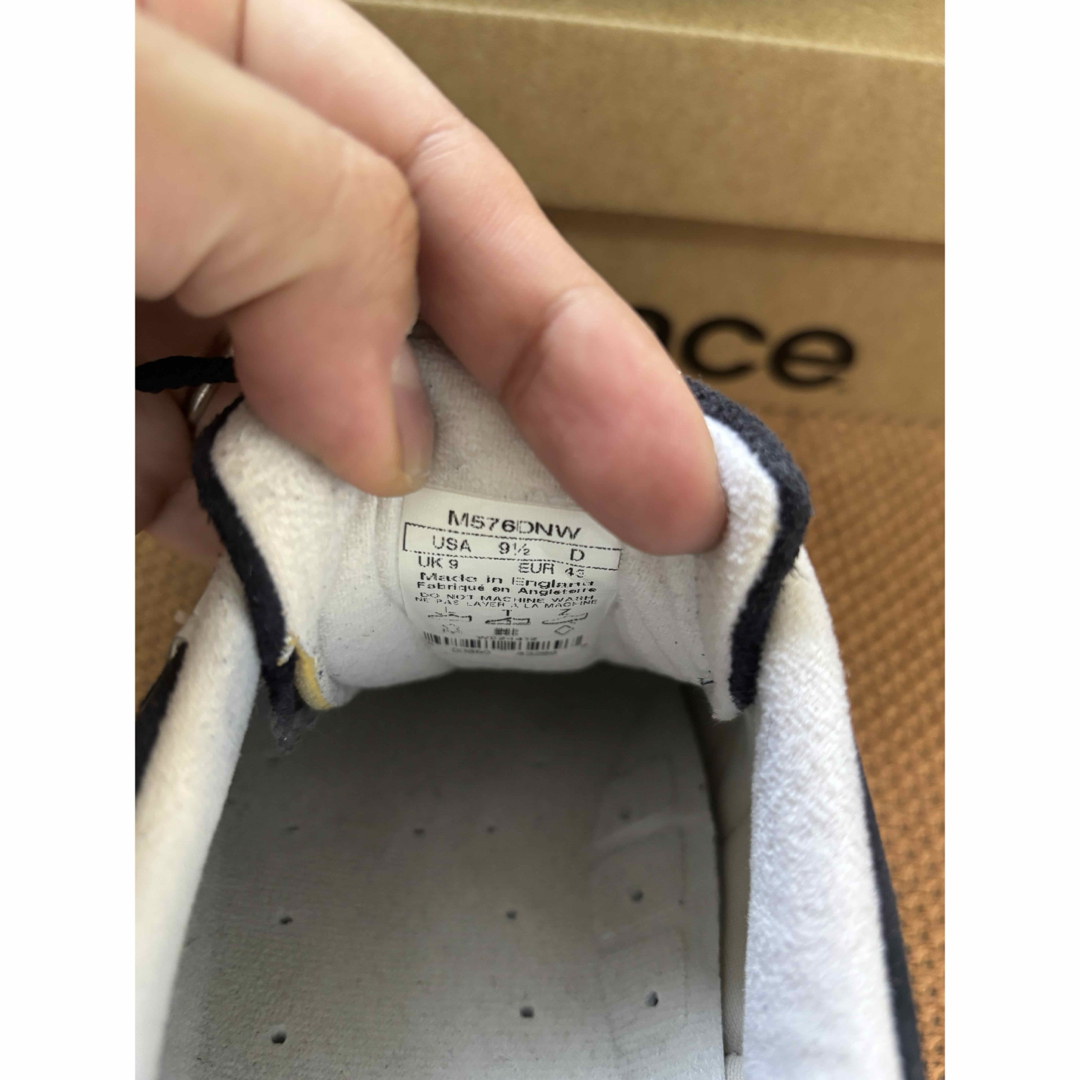 ce
M576DNW
USA 9½ D
UK 9 EUR 43
Made in England
Fabriqué en Angleterre
DO NOT MACHINE WASH
NE PAS LAVER A LA MACHINE